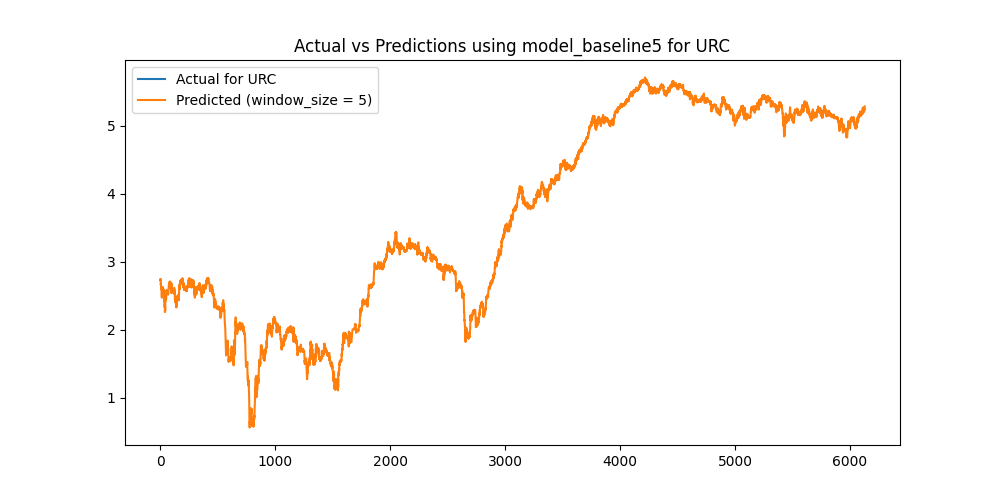 Actual vs Predictions using model_baseline5 for URC
Actual for URC
Predicted (window_size = 5)
5
4
3
2
1
0 1000 2000 3000 4000 5000 6000